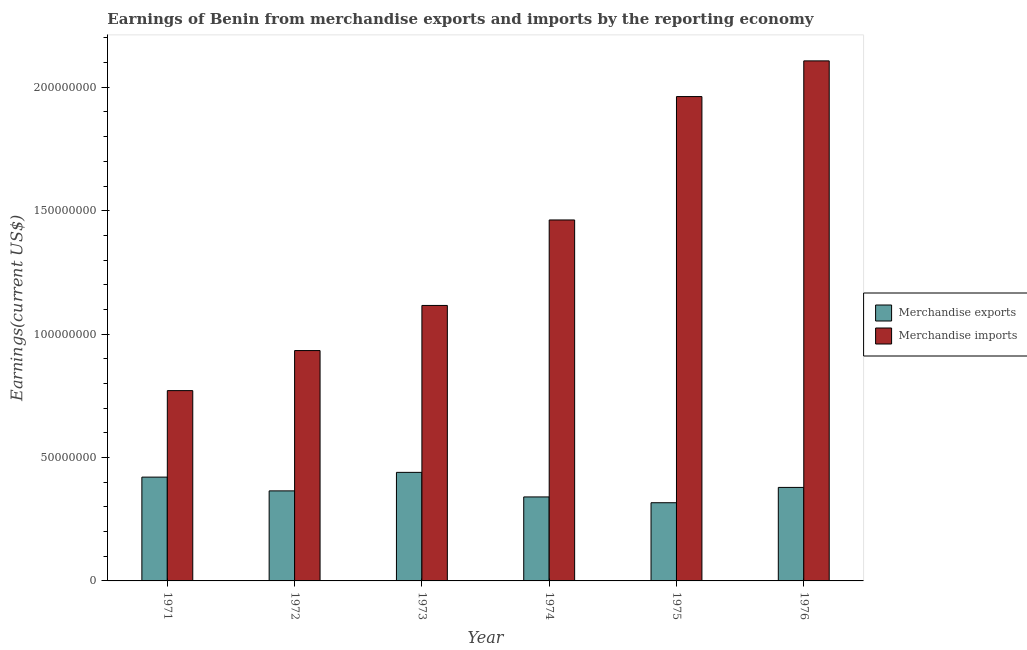 Earnings of Benin from merchandise exports and imports by the reporting economy
Earnings(current US$)
200000000
150000000
100000000
50000000
0
1971
1972
1973
1974
1975
1976
Year
Merchandise exports
Merchandise imports